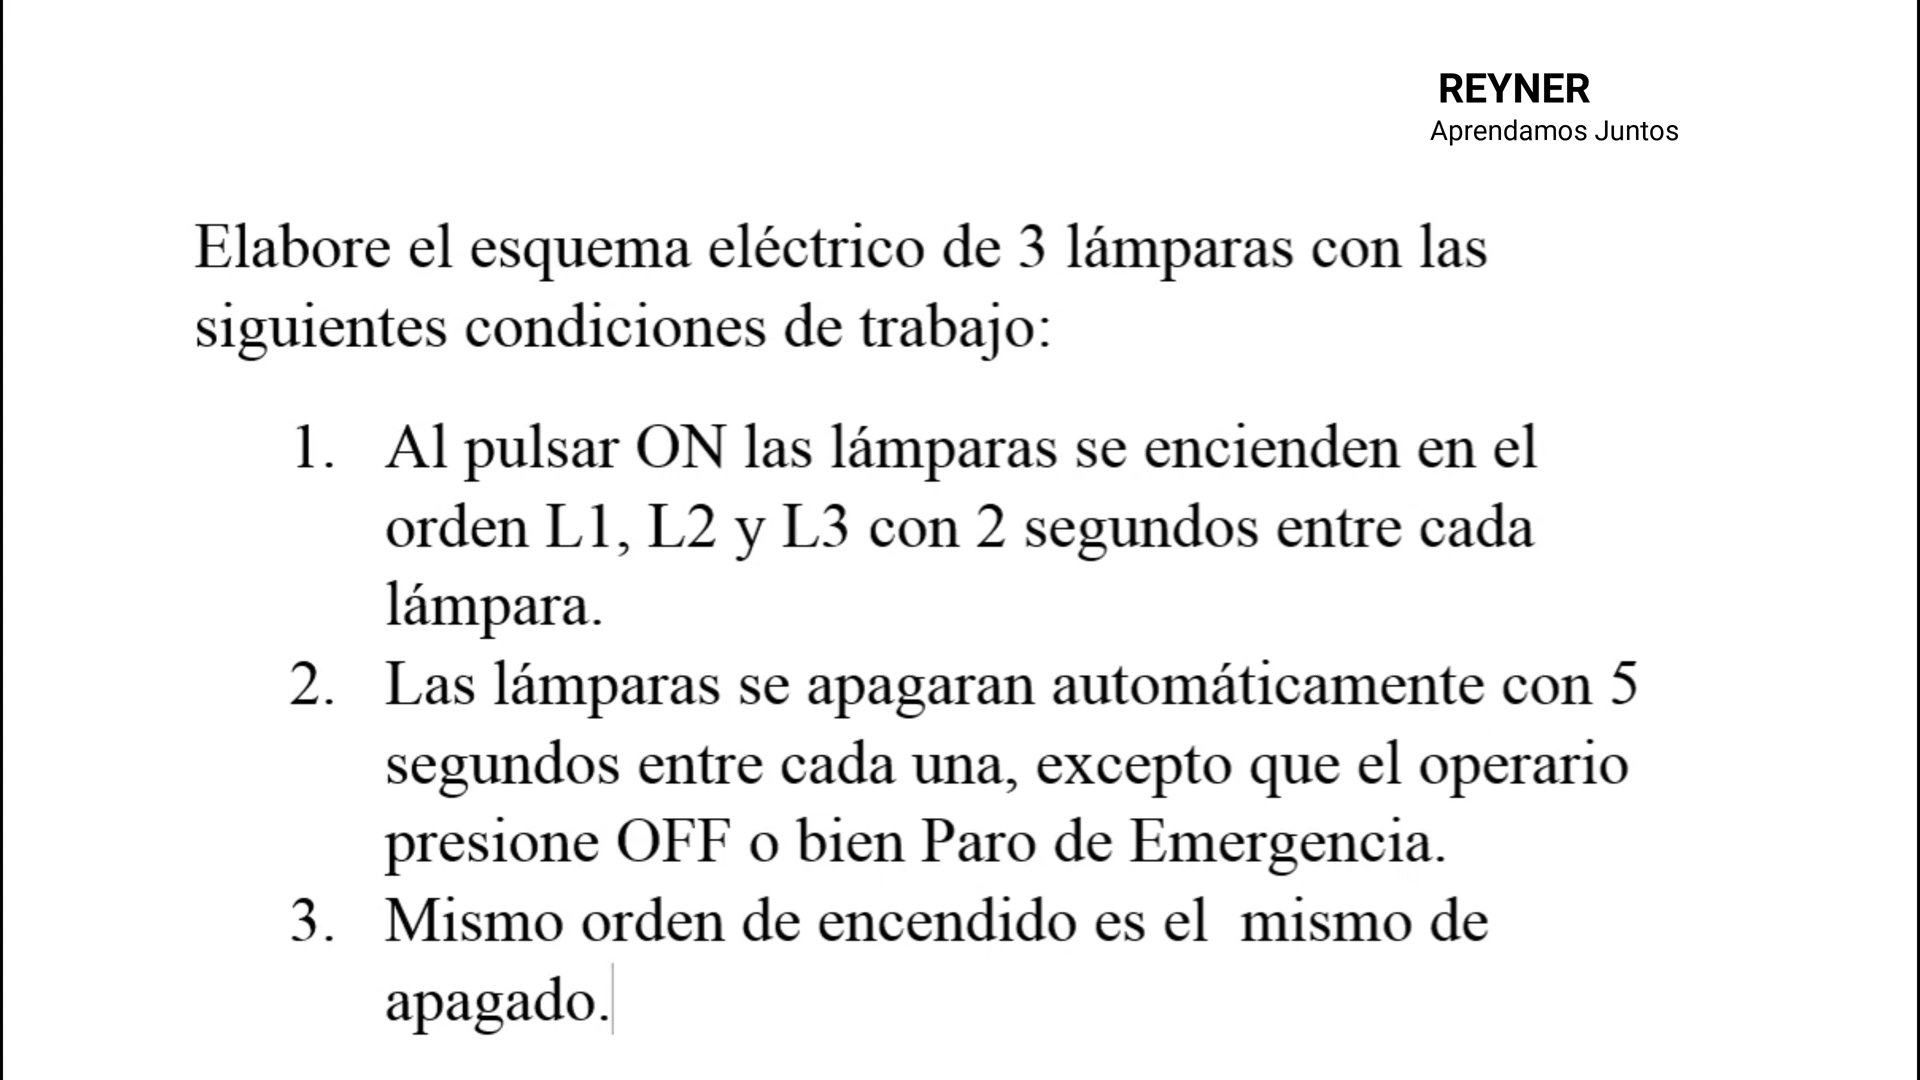 REYNER
Aprendamos Juntos
Elabore el esquema eléctrico de 3 lámparas con las
siguientes condiciones de trabajo:
1. Al pulsar ON las lámparas se encienden en el
orden L1, L2 y L3 con 2 segundos entre cada
lámpara.
2. Las lámparas se apagaran automáticamente con 5
segundos entre cada una, excepto que el operario
presione OFF o bien Paro de Emergencia.
3. Mismo orden de encendido es el  mismo de
apagado.